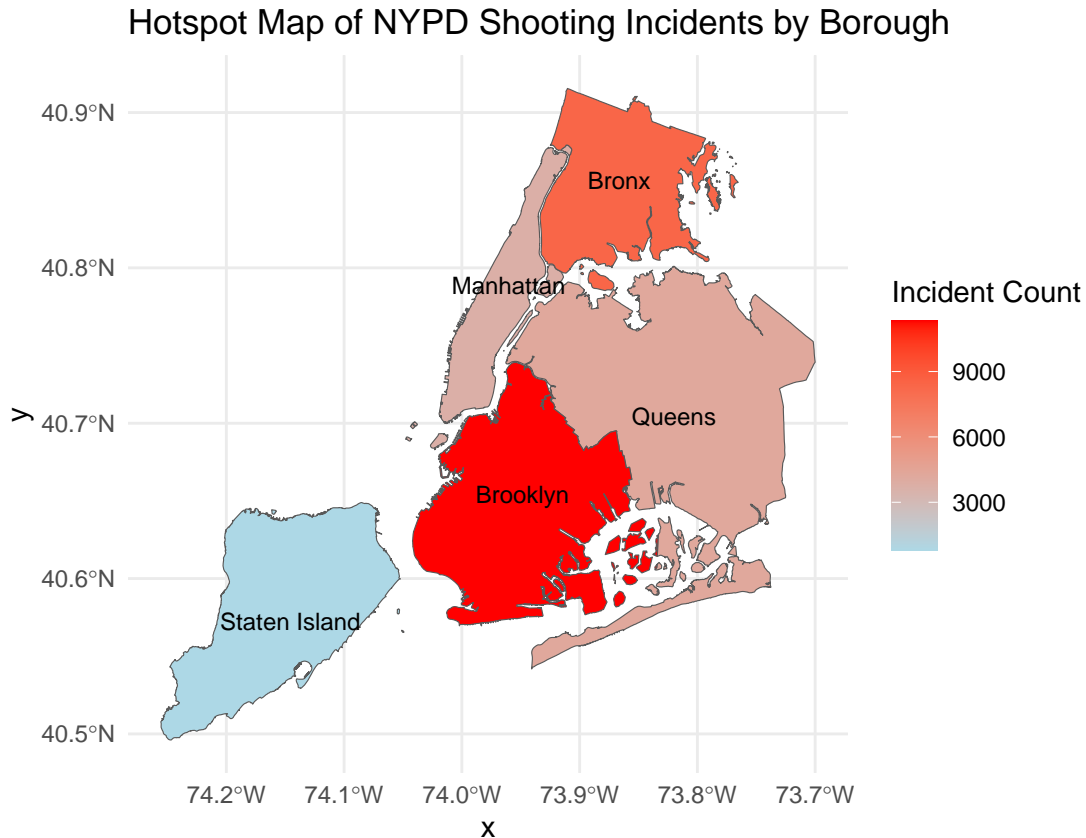 Hotspot Map of NYPD Shooting Incidents by Borough
40.9°N
40.8°N
40.7°N
40.6°N
40.5°N
y
Bronx
Manhattan
Queens
Brooklyn
Staten Island
74.2°W 74.1°W 74.0°W 73.9°W 73.8°W 73.7°W
x
Incident Count
9000
6000
3000